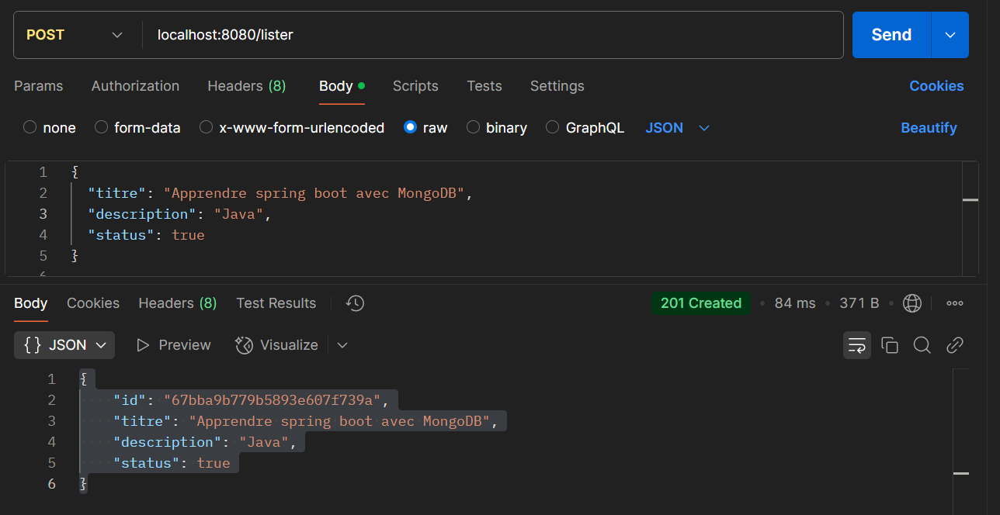 POST localhost:8080/lister Send
Params Authorization Headers (8) Body Scripts Tests Settings Cookies
none form-data x-www-form-urlencoded raw binary GraphQL JSON Beautify
1 {
2 "titre": "Apprendre spring boot avec MongoDB",
3 "description": "Java",
4 "status": true
5 }
6
Body Cookies Headers (8) Test Results 201 Created 84 ms 371 B
{} JSON Preview Visualize
1 {
2 "id": "67bba9b779b5893e607f739a",
3 "titre": "Apprendre spring boot avec MongoDB",
4 "description": "Java",
5 "status": true
6 }